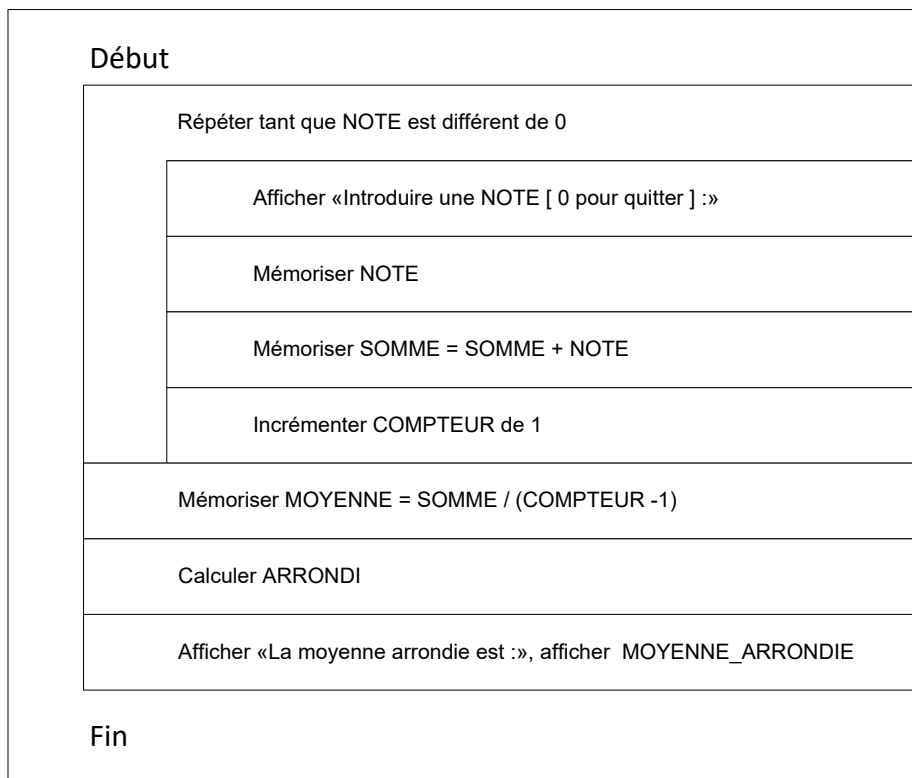 Début
Répéter tant que NOTE est différent de 0
Afficher «Introduire une NOTE [ 0 pour quitter ] :»
Mémoriser NOTE
Mémoriser SOMME = SOMME + NOTE
Incrémenter COMPTEUR de 1
Mémoriser MOYENNE = SOMME / (COMPTEUR -1)
Calculer ARRONDI
Afficher «La moyenne arrondie est :», afficher MOYENNE_ARRONDIE
Fin